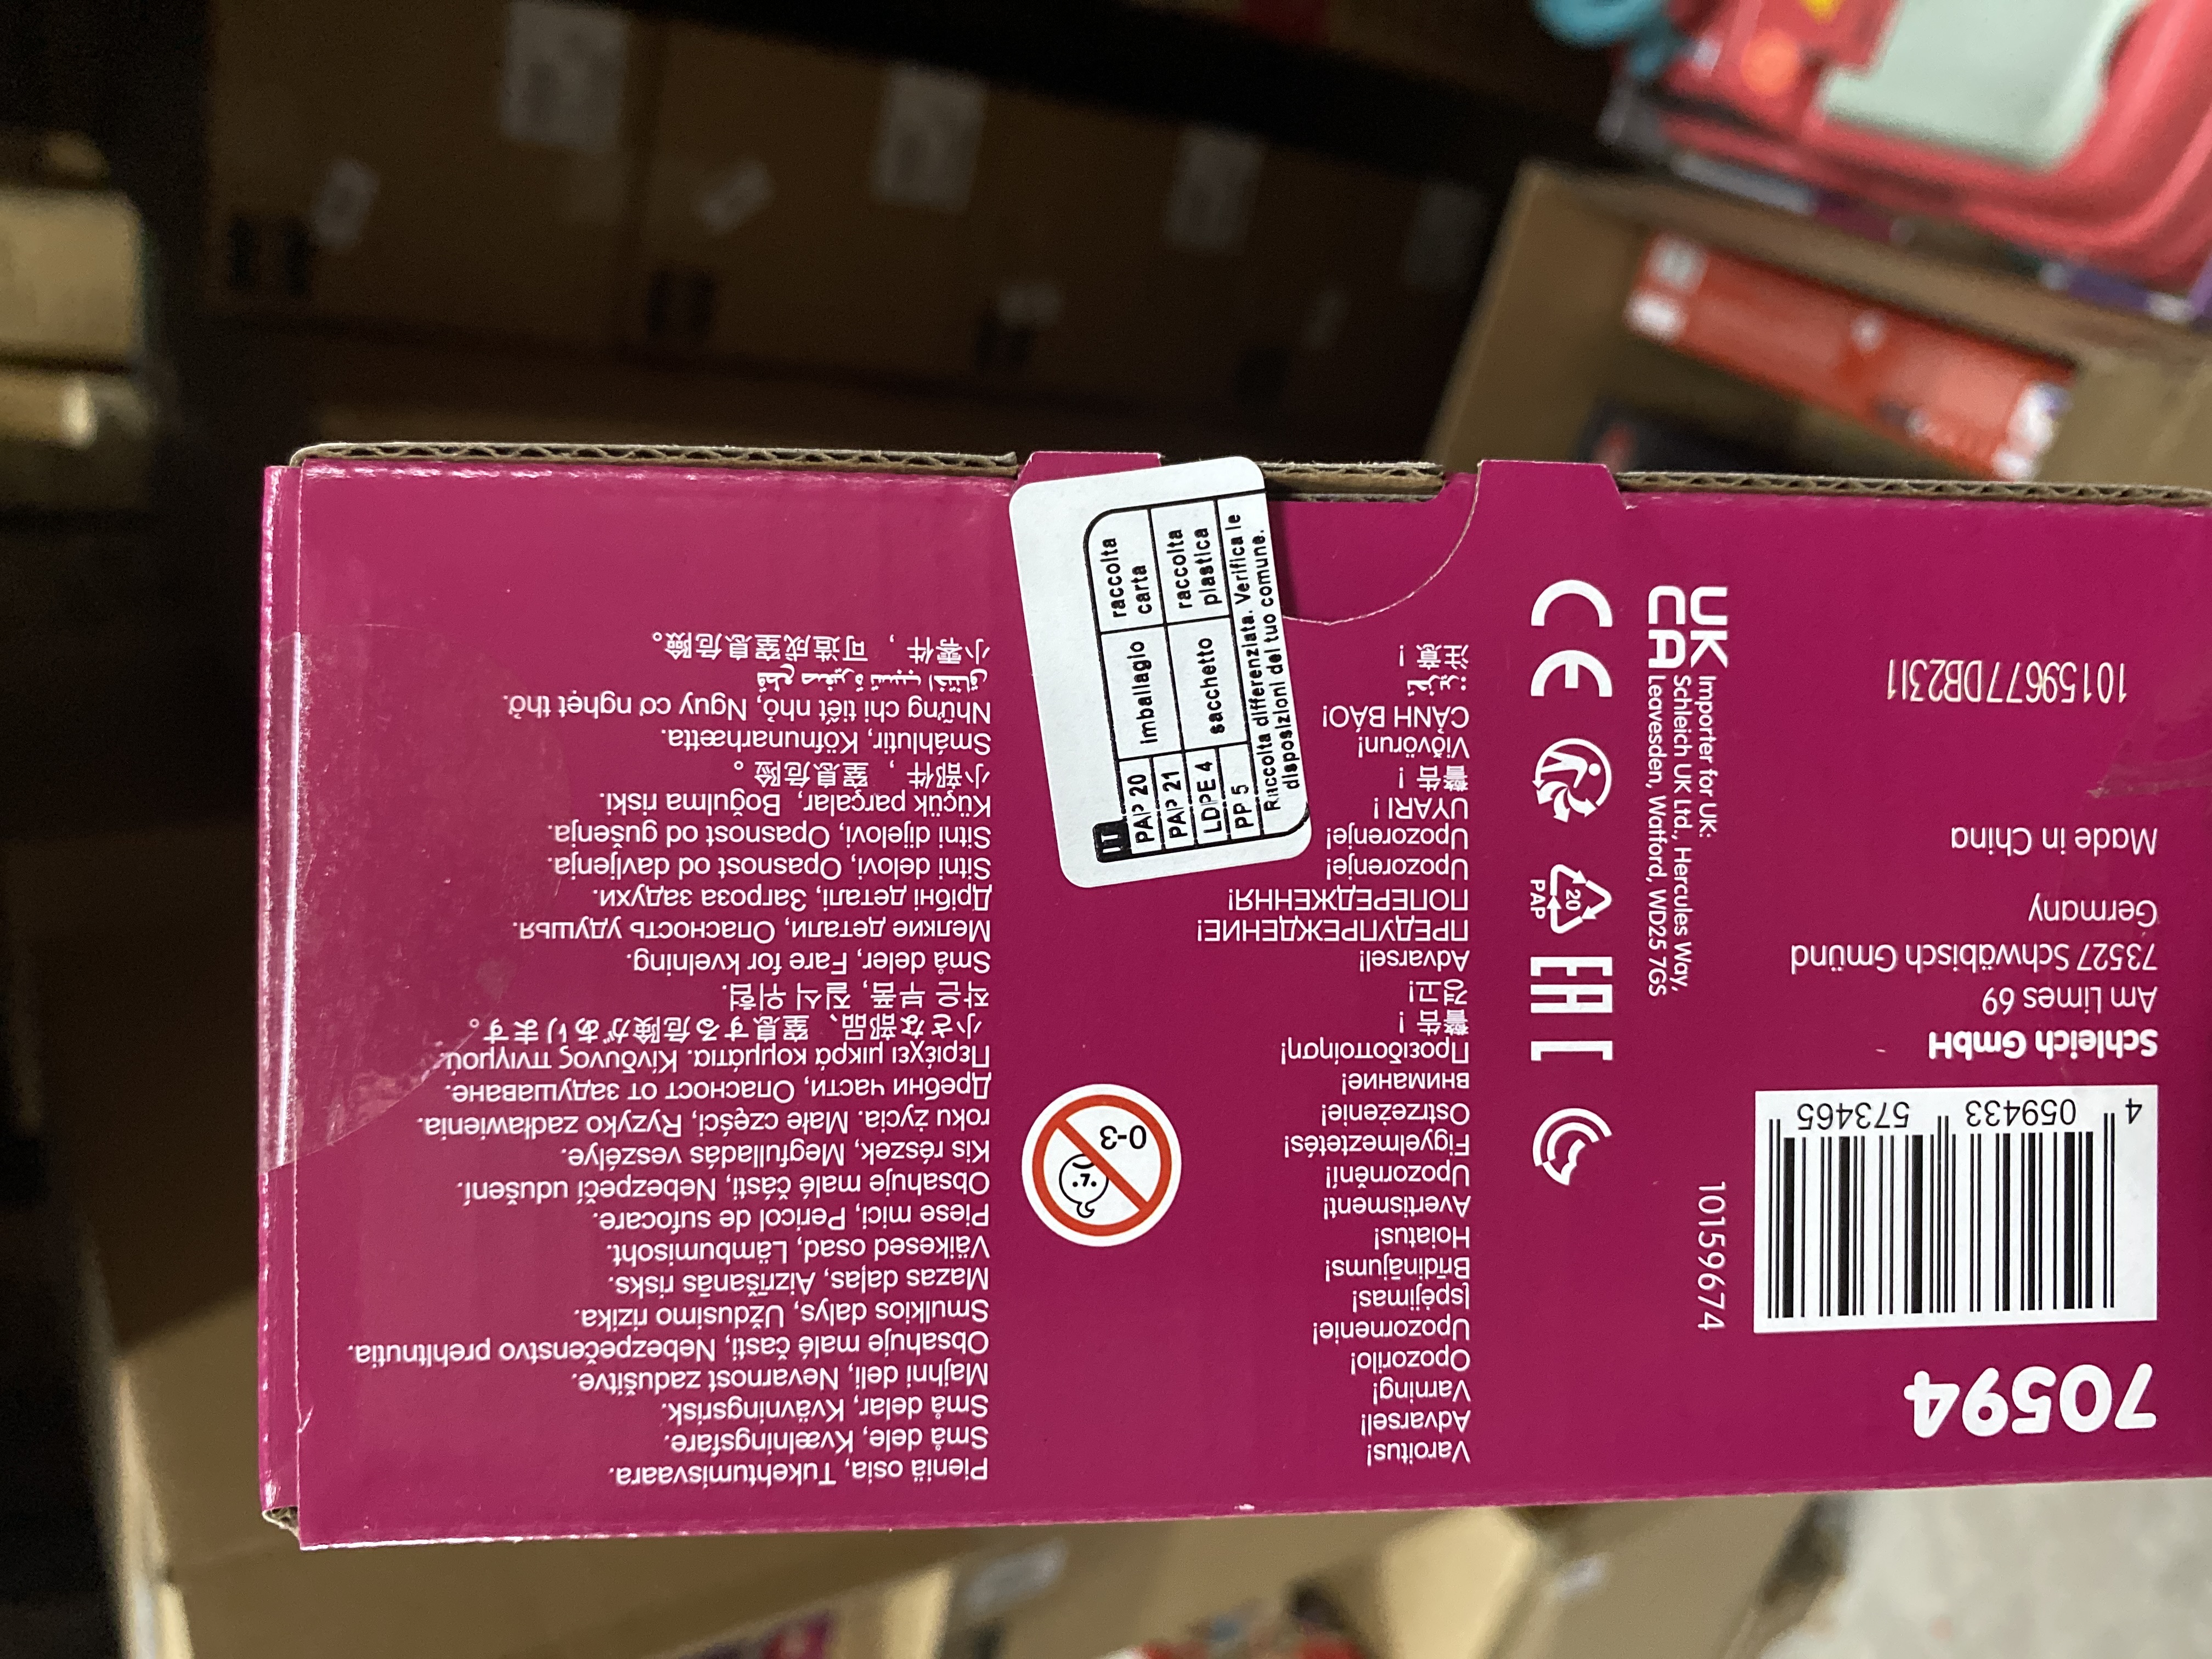 70594
4 059433 573465
10159674
Schleich GmbH
Am Limes 69
73527 Schwäbisch Gmünd
Germany
Made in China
10159677DB2311
UK
CA
Importer for UK:
Schleich UK Ltd., Hercules Way,
Leavesden, Watford, WD25 7GS
CE
20
PAP
EAC
Varoitus!
Advarsel!
Varning!
Opozorilo!
Upozornenie!
Įspėjimas!
Brīdinājums!
Hoiatus!
Avertisment!
Upozornění!
Figyelmeztetés!
Ostrzeżenie!
внимание!
Προειδοποίηση!
警告！
경고!
Advarsel!
ПРЕДУПРЕЖДЕНИЕ!
ПОПЕРЕДЖЕННЯ!
Upozorenje!
Upozorenje!
UYARI !
警告！
Viðvörun!
CẢNH BÁO!
注意！
0-3
Pieniä osia, Tukehtumisvaara.
Små dele, Kvælningsfare.
Små delar, Kvävningsrisk.
Majhni deli, Nevarnost zadušitve.
Obsahuje malé časti, Nebezpečenstvo prehltnutia.
Smulkios dalys, Uždusimo rizika.
Mazas daļas, Aizrīšanās risks.
Väikesed osad, Lämbumisoht.
Piese mici, Pericol de sufocare.
Obsahuje malé části, Nebezpečí udušení.
Kis részek, Megfulladás veszélye.
roku życia. Małe części, Ryzyko zadławienia.
Дребни части, Опасност от задушаване.
Περιέχει μικρά κομμάτια. Κίνδυνος πνιγμού.
小さな部品、窒息する危険があります。
작은 부품, 질식 위험.
Små deler, Fare for kvelning.
Мелкие детали, Опасность удушья.
Дрібні деталі, Загроза задухи.
Sitni delovi, Opasnost od davljenja.
Sitni dijelovi, Opasnost od gušenja.
Küçük parçalar, Boğulma riski.
小部件，窒息危险。
Smáhlutir, Köfnunarhætta.
Những chi tiết nhỏ, Nguy cơ nghẹt thở.
قطع صغيرة تسبب اختناق
小零件，可造成窒息危險。
IT
PAP 20 imballaggio raccolta carta
PAP 21
LDPE 4 sacchetto raccolta plastica
PP 5
Raccolta differenziata. Verifica le
disposizioni del tuo comune.